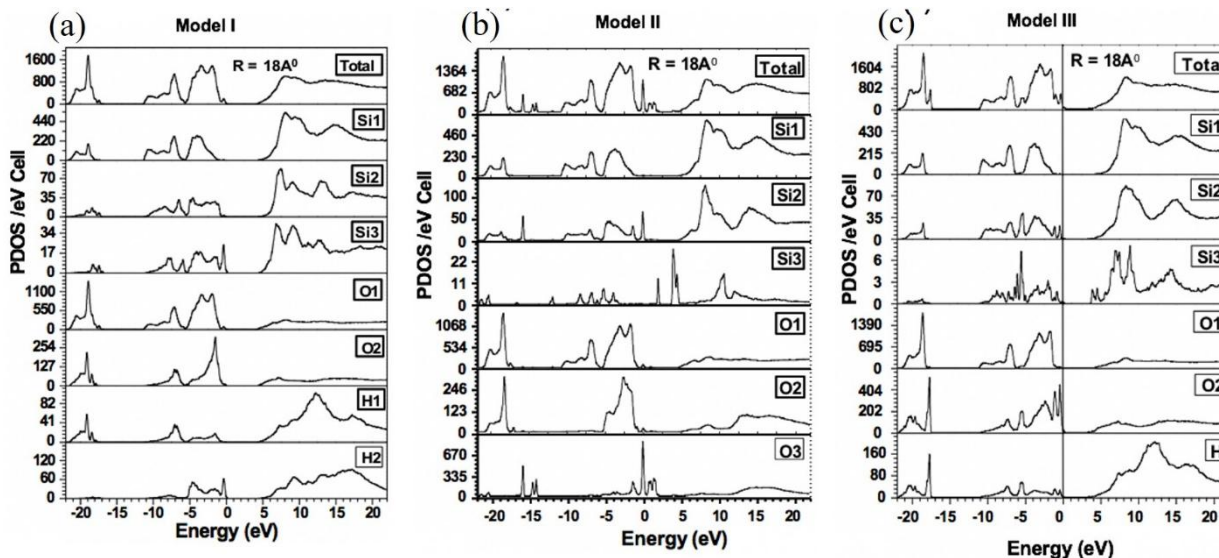 (a)
Model I
R = 18A⁰
1600
800
0
Total
440
220
0
Si1
70
35
0
Si2
34
17
0
Si3
1100
550
0
O1
254
127
0
O2
82
41
0
H1
120
60
0
H2
PDOS /eV Cell
-20 -15 -10 -5 0 5 10 15 20
Energy (eV)
(b)
Model II
R = 18A⁰
1364
682
0
Total
460
230
0
Si1
100
50
0
Si2
28
11
0
Si3
1068
534
0
O1
246
123
0
O2
670
335
0
O3
PDOS /eV Cell
-20 -15 -10 -5 0 5 10 15 20
Energy (eV)
(c)
Model III
R = 18A⁰
1604
802
0
Tota
430
215
0
Si1
70
35
0
Si2
6
3
0
Si3
1390
695
0
O1
404
202
0
O2
160
80
0
H
PDOS /eV Cell
-20 -15 -10 -5 0 5 10 15 20
Energy (eV)